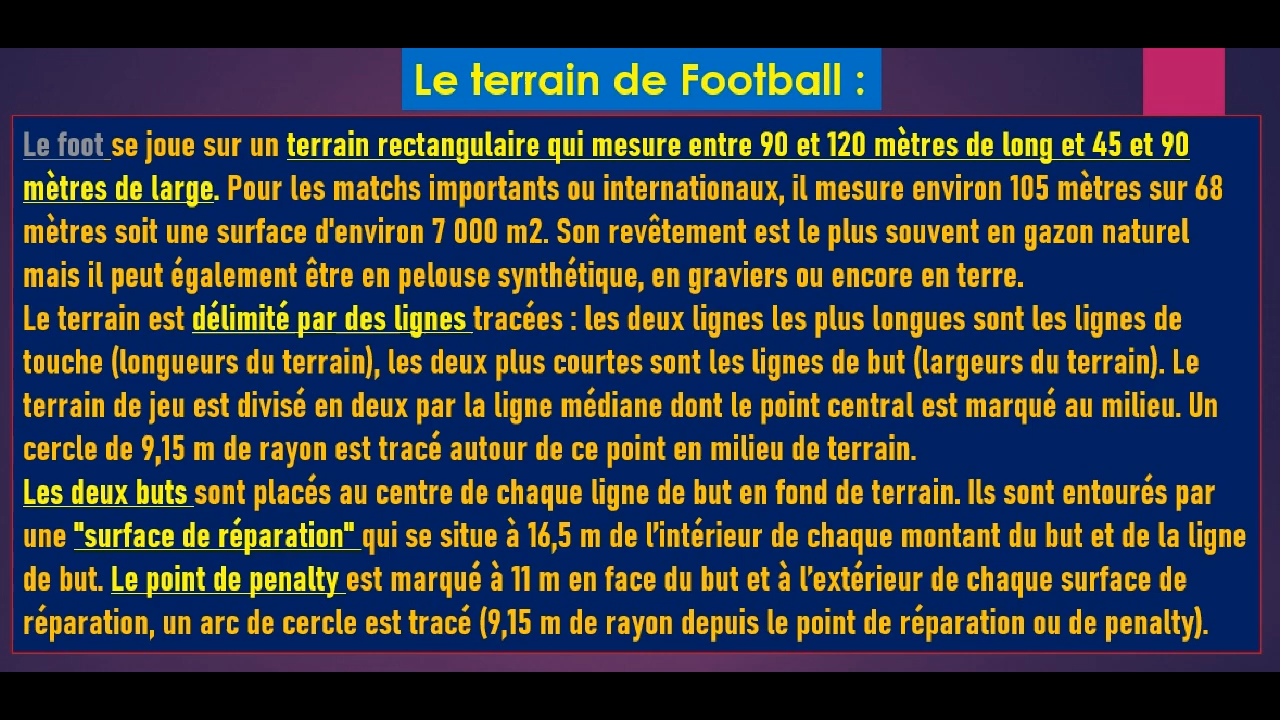 Le terrain de Football :
Le foot se joue sur un terrain rectangulaire qui mesure entre 90 et 120 mètres de long et 45 et 90
mètres de large. Pour les matchs importants ou internationaux, il mesure environ 105 mètres sur 68
mètres soit une surface d'environ 7 000 m2. Son revêtement est le plus souvent en gazon naturel
mais il peut également être en pelouse synthétique, en graviers ou encore en terre.
Le terrain est délimité par des lignes tracées : les deux lignes les plus longues sont les lignes de
touche (longueurs du terrain), les deux plus courtes sont les lignes de but (largeurs du terrain). Le
terrain de jeu est divisé en deux par la ligne médiane dont le point central est marqué au milieu. Un
cercle de 9,15 m de rayon est tracé autour de ce point en milieu de terrain.
Les deux buts sont placés au centre de chaque ligne de but en fond de terrain. Ils sont entourés par
une "surface de réparation" qui se situe à 16,5 m de l’intérieur de chaque montant du but et de la ligne
de but. Le point de penalty est marqué à 11 m en face du but et à l’extérieur de chaque surface de
réparation, un arc de cercle est tracé (9,15 m de rayon depuis le point de réparation ou de penalty).